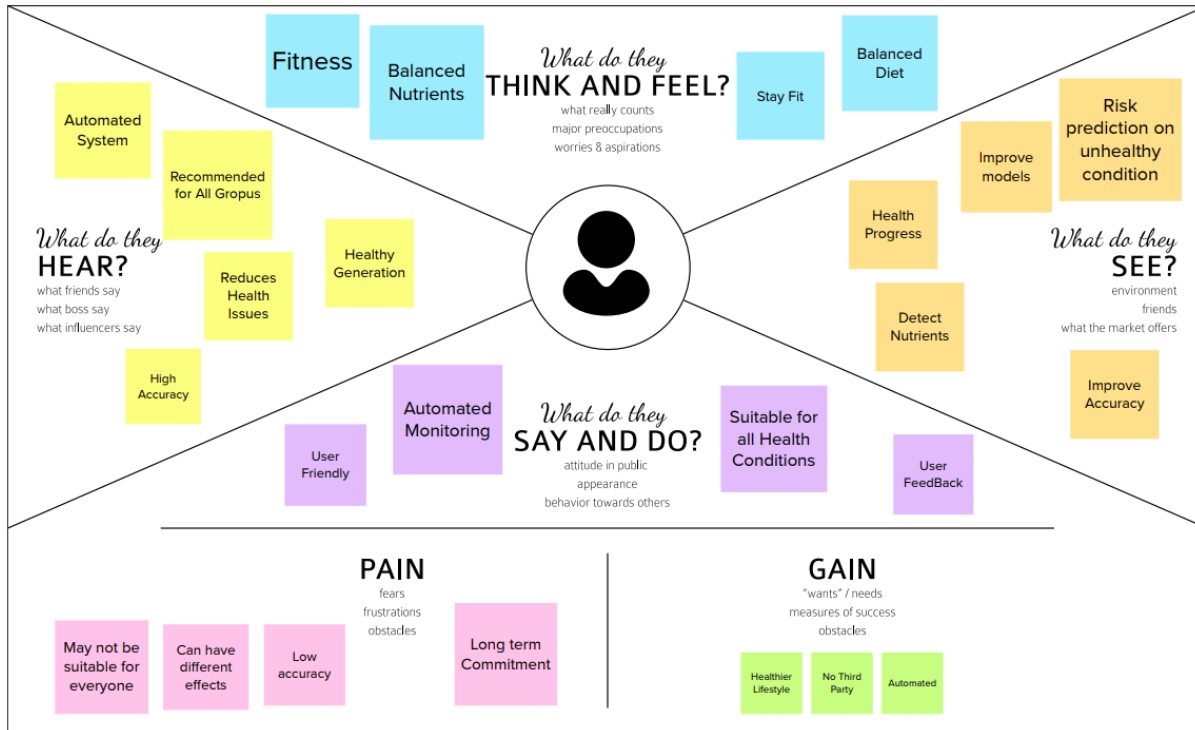 Fitness
Balanced
Nutrients
What do they
THINK AND FEEL?
what really counts
major preoccupations
worries & aspirations
Stay Fit
Balanced
Diet
Automated
System
Recommended
for All Gropus
What do they
HEAR?
what friends say
what boss say
what influencers say
Reduces
Health
Issues
Healthy
Generation
High
Accuracy
Risk
prediction on
unhealthy
condition
Improve
models
Health
Progress
What do they
SEE?
environment
friends
what the market offers
Detect
Nutrients
Improve
Accuracy
User
Friendly
Automated
Monitoring
What do they
SAY AND DO?
attitude in public
appearance
behavior towards others
Suitable for
all Health
Conditions
User
FeedBack
PAIN
fears
frustrations
obstacles
May not be
suitable for
everyone
Can have
different
effects
Low
accuracy
Long term
Commitment
GAIN
"wants" / needs
measures of success
obstacles
Healthier
Lifestyle
No Third
Party
Automated